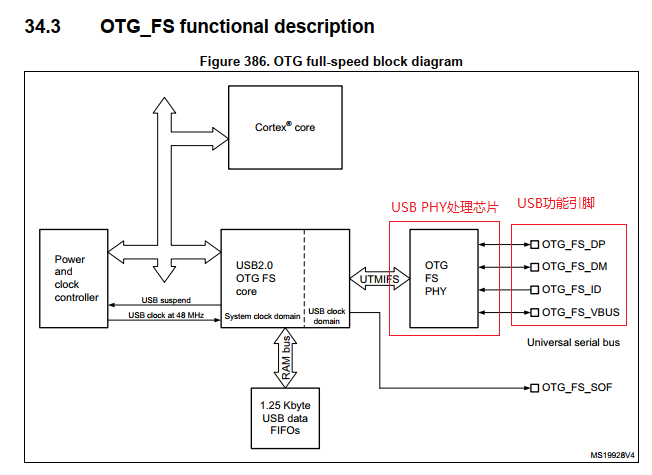 34.3 OTG_FS functional description
Figure 386. OTG full-speed block diagram
Cortex® core
USB PHY处理芯片
USB功能引脚
Power
and
clock
controller
USB2.0
OTG FS
core
System clock domain
USB clock
domain
USB suspend
USB clock at 48 MHz
UTMIFS
OTG
FS
PHY
OTG_FS_DP
OTG_FS_DM
OTG_FS_ID
OTG_FS_VBUS
Universal serial bus
OTG_FS_SOF
RAM bus
1.25 Kbyte
USB data
FIFOs
MS19928V4